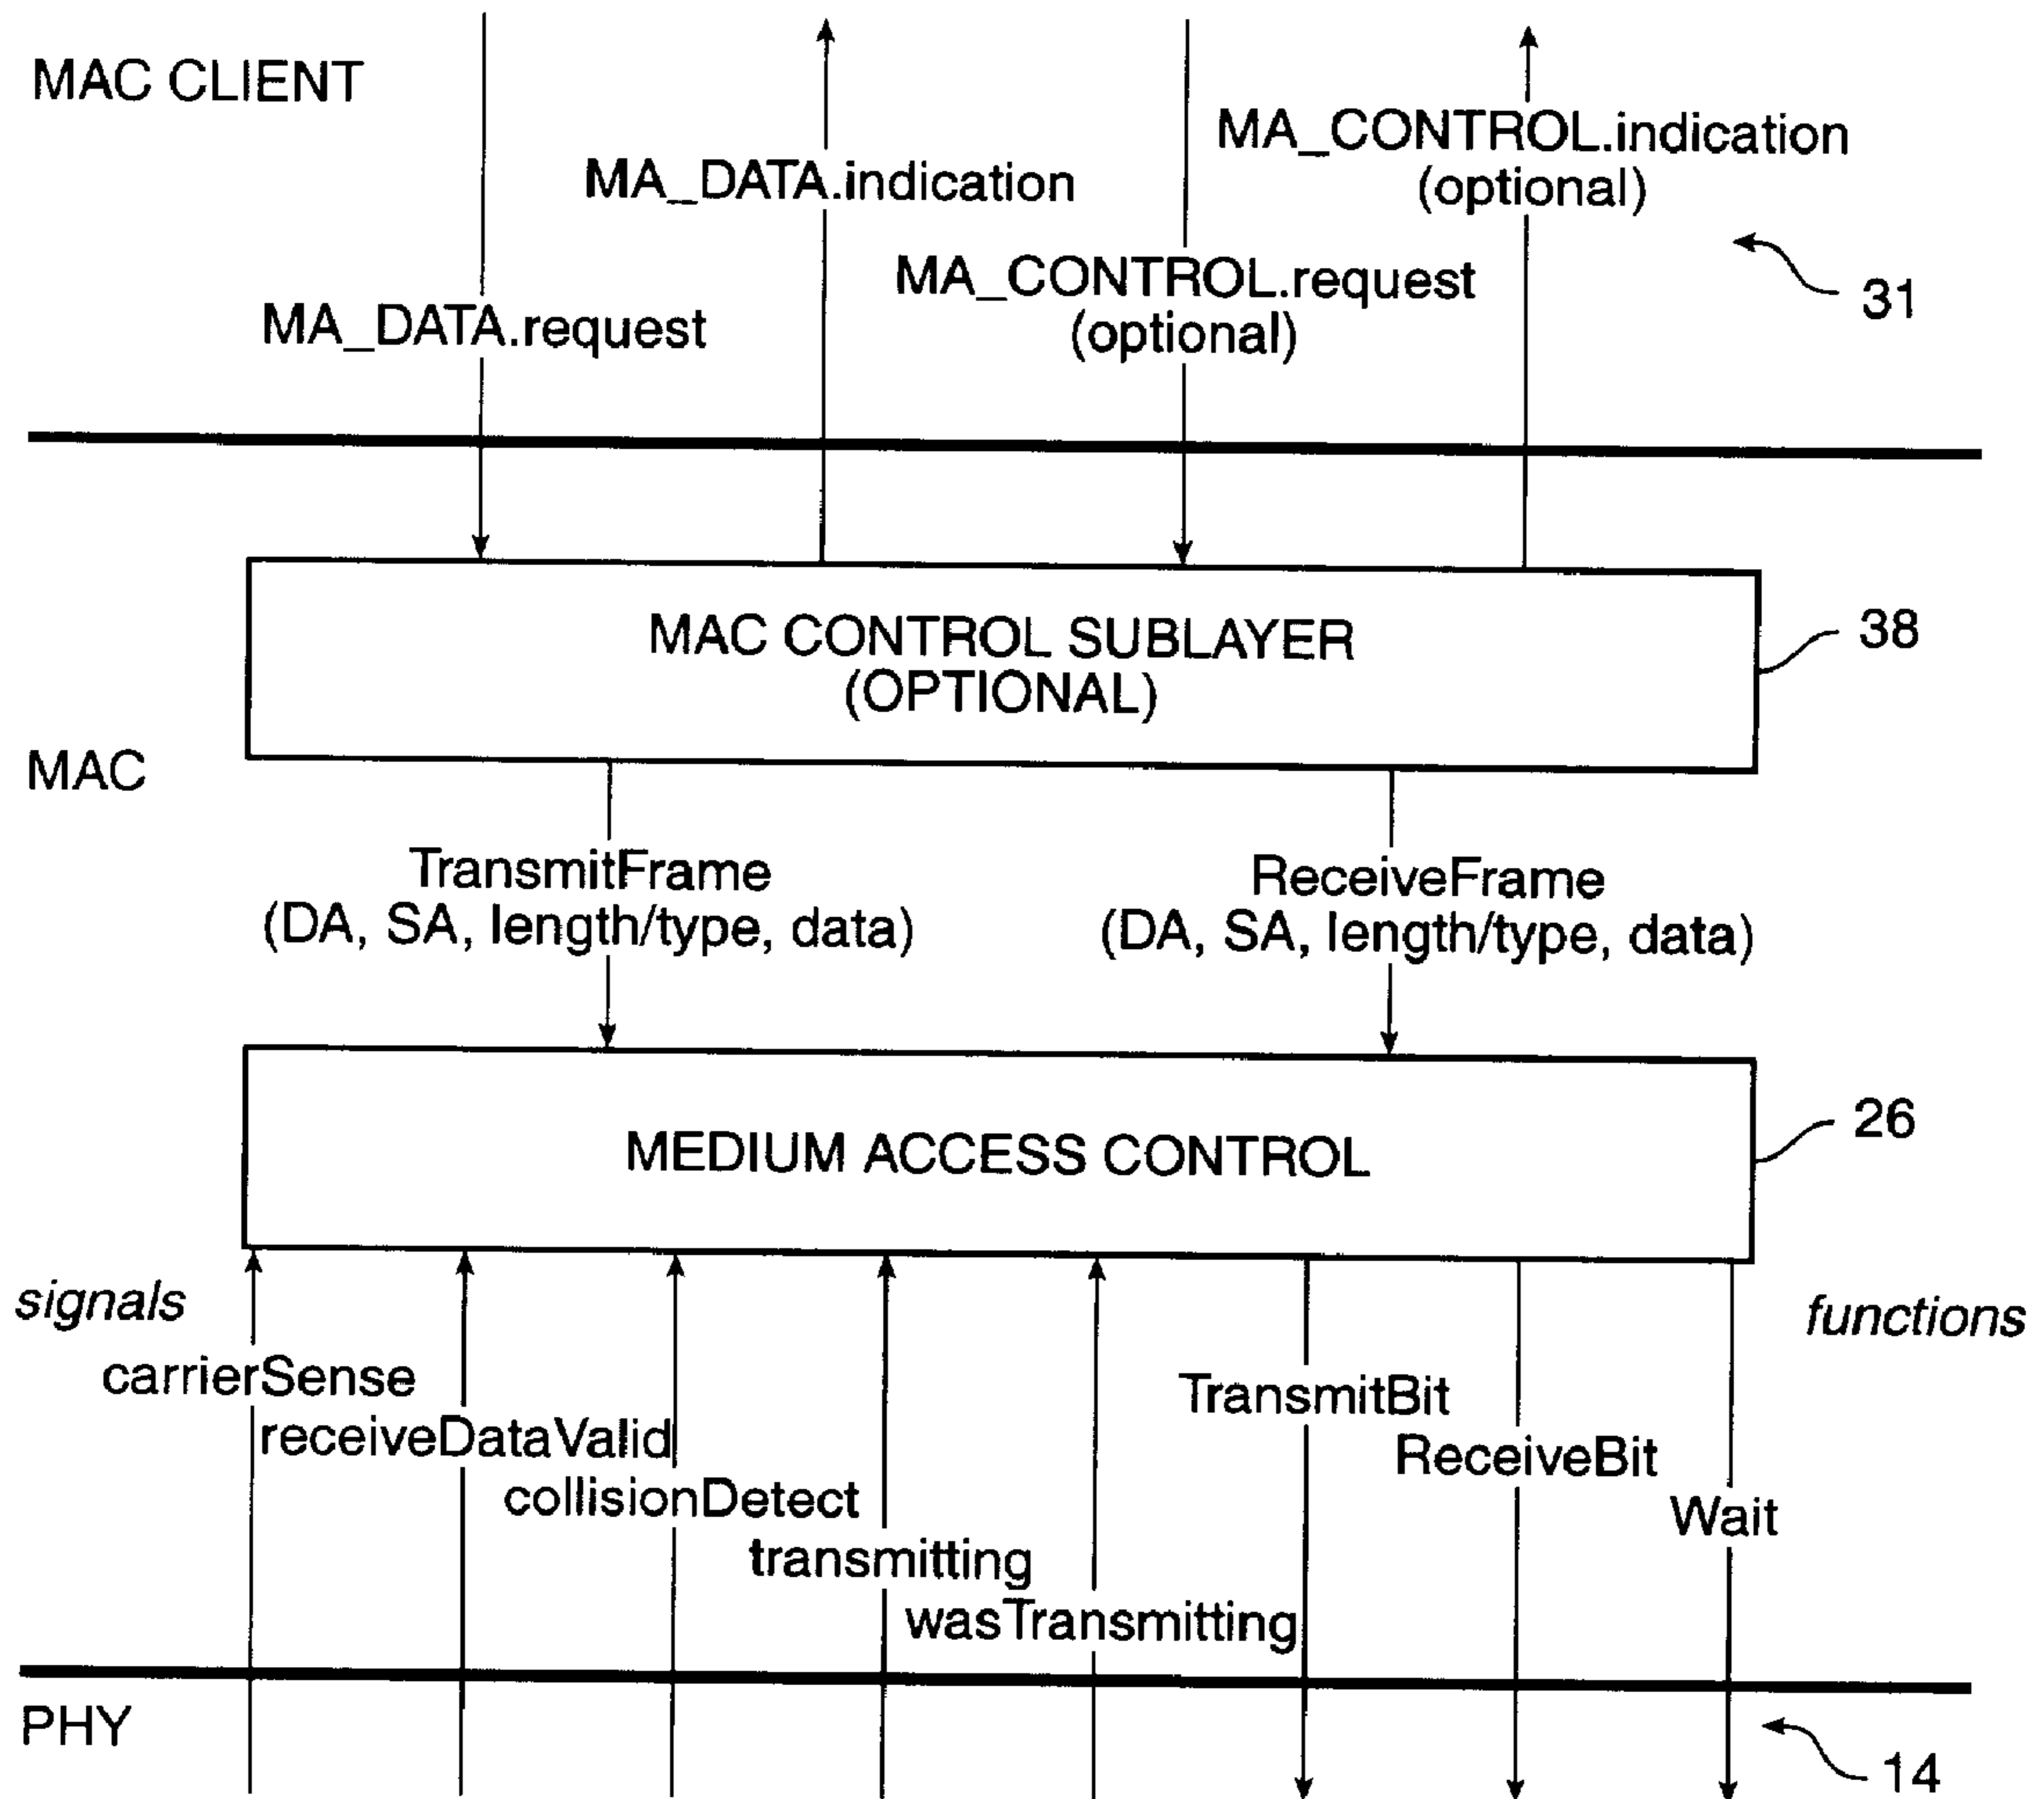 MAC CLIENT
MA_DATA.indication
MA_CONTROL.indication
(optional)
MA_DATA.request
MA_CONTROL.request
(optional)
31
MAC CONTROL SUBLAYER
(OPTIONAL)
38
MAC
TransmitFrame
(DA, SA, length/type, data)
ReceiveFrame
(DA, SA, length/type, data)
MEDIUM ACCESS CONTROL
26
signals
functions
carrierSense
receiveDataValid
collisionDetect
transmitting
wasTransmitting
TransmitBit
ReceiveBit
Wait
PHY
14